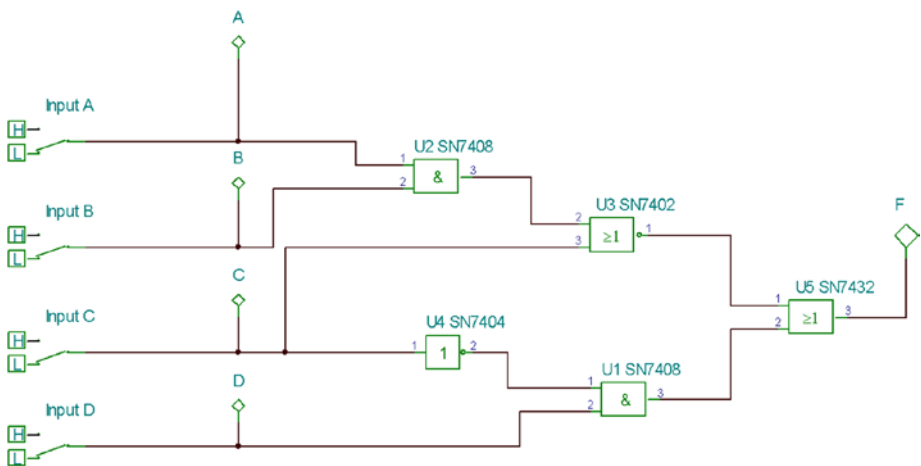 A
Input A
H
L
B
U2 SN7408
1
2
&
3
Input B
H
L
U3 SN7402
2
3
≥1
1
F
C
Input C
H
L
U4 SN7404
1
1
2
U5 SN7432
1
2
≥1
3
D
Input D
H
L
U1 SN7408
1
2
&
3